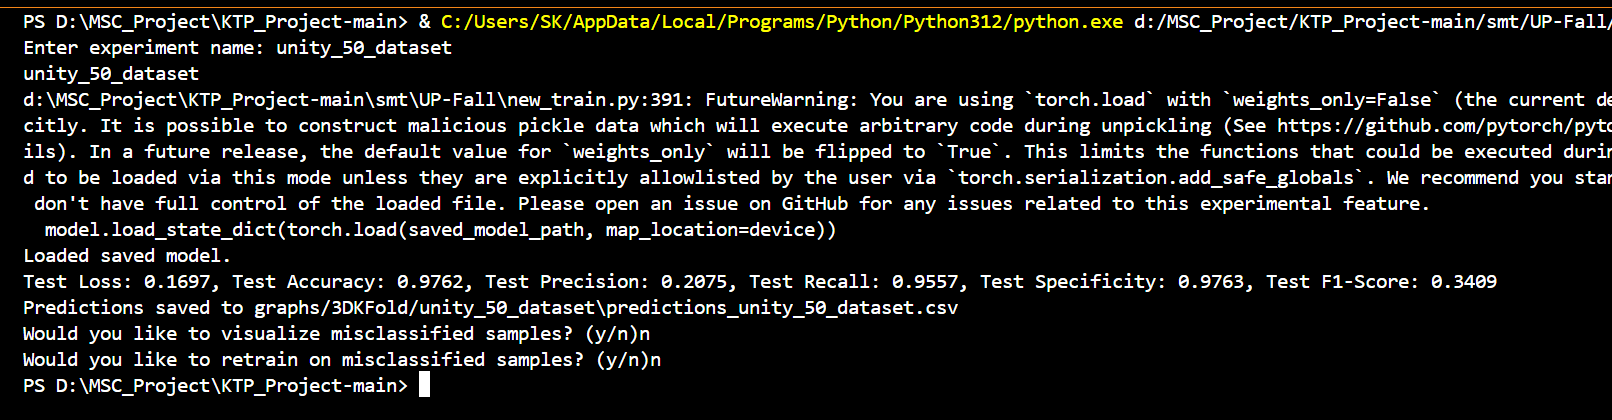 PS D:\MSC_Project\KTP_Project-main> & C:/Users/SK/AppData/Local/Programs/Python/Python312/python.exe d:/MSC_Project/KTP_Project-main/smt/UP-Fall/
Enter experiment name: unity_50_dataset
unity_50_dataset
d:\MSC_Project\KTP_Project-main\smt\UP-Fall\new_train.py:391: FutureWarning: You are using `torch.load` with `weights_only=False` (the current de
citly. It is possible to construct malicious pickle data which will execute arbitrary code during unpickling (See https://github.com/pytorch/pyto
ils). In a future release, the default value for `weights_only` will be flipped to `True`. This limits the functions that could be executed durin
d to be loaded via this mode unless they are explicitly allowlisted by the user via `torch.serialization.add_safe_globals`. We recommend you star
don't have full control of the loaded file. Please open an issue on GitHub for any issues related to this experimental feature.
model.load_state_dict(torch.load(saved_model_path, map_location=device))
Loaded saved model.
Test Loss: 0.1697, Test Accuracy: 0.9762, Test Precision: 0.2075, Test Recall: 0.9557, Test Specificity: 0.9763, Test F1-Score: 0.3409
Predictions saved to graphs/3DKFold/unity_50_dataset\predictions_unity_50_dataset.csv
Would you like to visualize misclassified samples? (y/n)n
Would you like to retrain on misclassified samples? (y/n)n
PS D:\MSC_Project\KTP_Project-main>